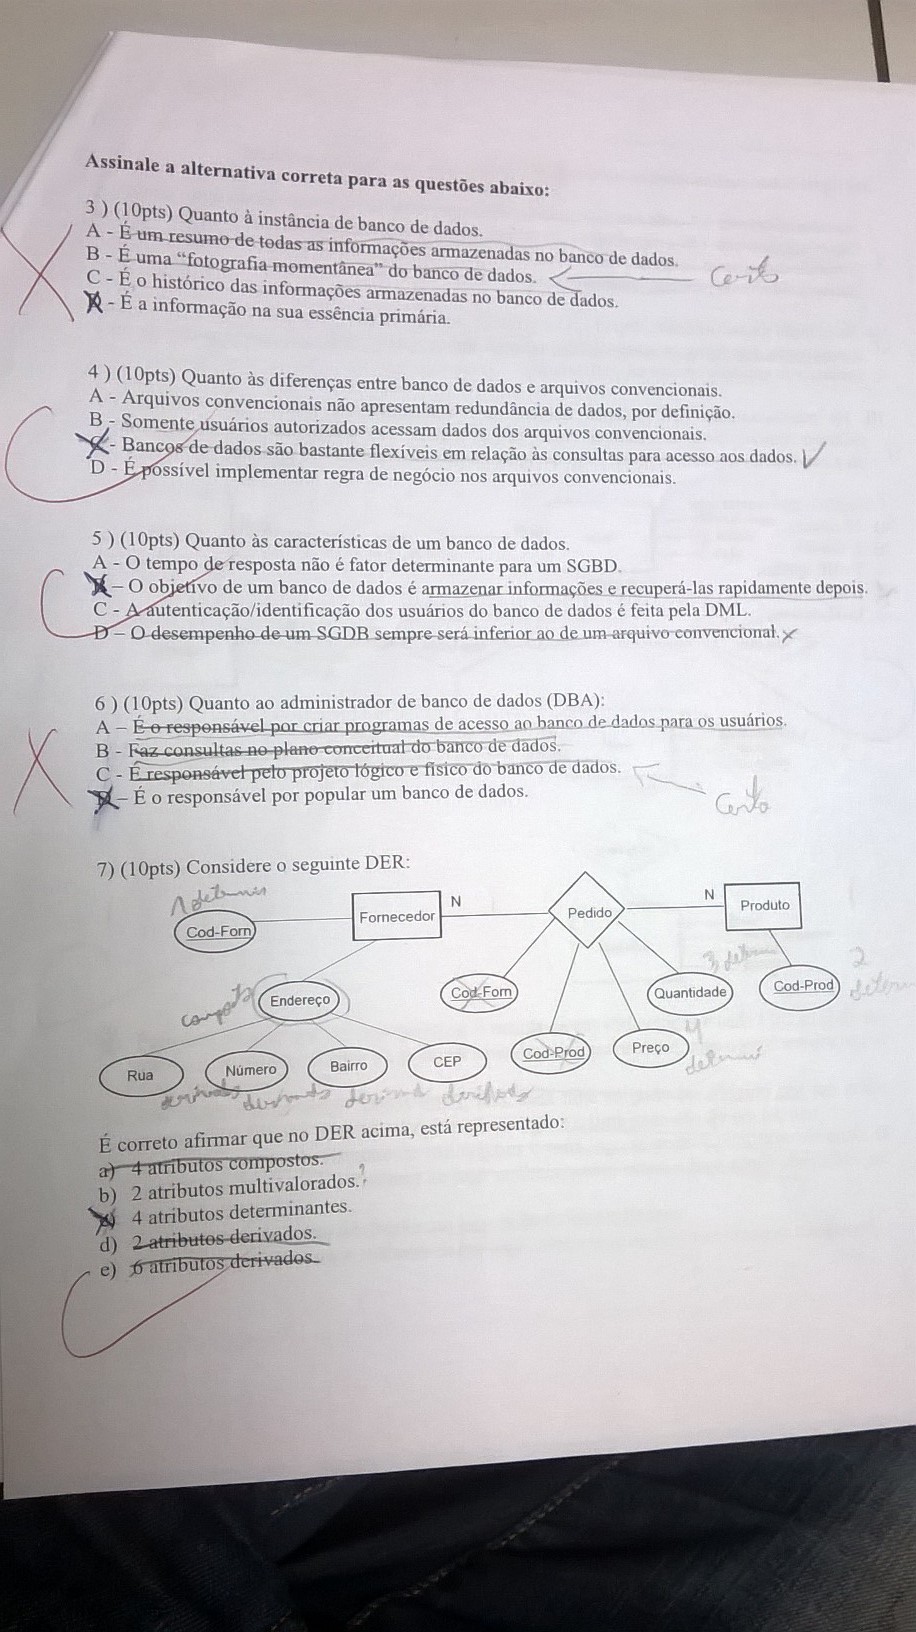 Assinale a alternativa correta para as questões abaixo:
3 ) (10pts) Quanto à instância de banco de dados.
A - É um resumo de todas as informações armazenadas no banco de dados.
B - É uma "fotografia momentânea" do banco de dados.
Certo
C - É o histórico das informações armazenadas no banco de dados.
- É a informação na sua essência primária.
4 ) (10pts) Quanto às diferenças entre banco de dados e arquivos convencionais.
A - Arquivos convencionais não apresentam redundância de dados, por definição.
B - Somente usuários autorizados acessam dados dos arquivos convencionais.
C - Bancos de dados são bastante flexíveis em relação às consultas para acesso aos dados.
D - É possível implementar regra de negócio nos arquivos convencionais.
5 ) (10pts) Quanto às características de um banco de dados.
A - O tempo de resposta não é fator determinante para um SGBD.
– O objetivo de um banco de dados é armazenar informações e recuperá-las rapidamente depois.
C - A autenticação/identificação dos usuários do banco de dados é feita pela DML.
D – O desempenho de um SGDB sempre será inferior ao de um arquivo convencional.
6 ) (10pts) Quanto ao administrador de banco de dados (DBA):
A – É o responsável por criar programas de acesso ao banco de dados para os usuários.
B - Faz consultas no plano conceitual do banco de dados.
C - É responsável pelo projeto lógico e físico do banco de dados.
– É o responsável por popular um banco de dados.
Certo
7) (10pts) Considere o seguinte DER:
Fornecedor
N
Pedido
N
Produto
Cod-Forn
composto
Endereço
Cod-Forn
Quantidade
Cod-Prod
2
Rua
Número
Bairro
CEP
Cod-Prod
Preço
4
É correto afirmar que no DER acima, está representado:
a) 4 atributos compostos.
b) 2 atributos multivalorados.?
4 atributos determinantes.
d) 2 atributos derivados.
e) 6 atributos derivados.